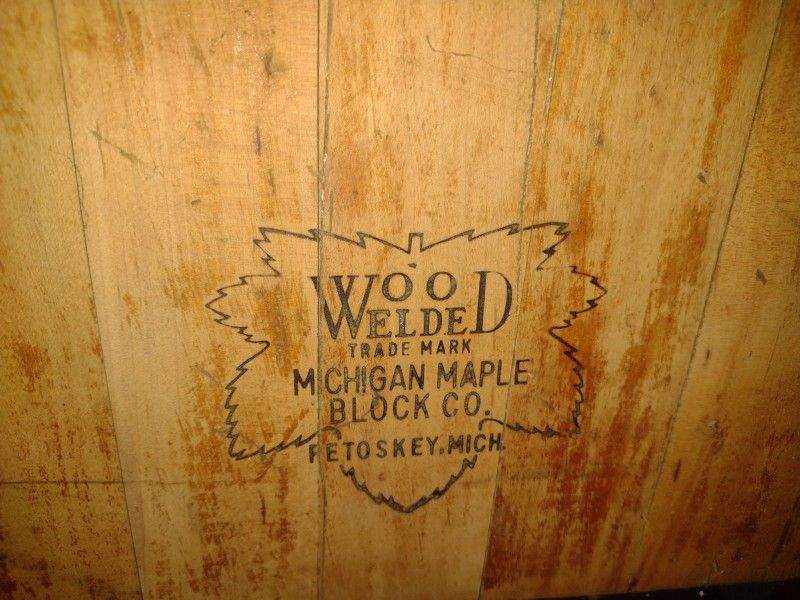 WOOD
WELDED
TRADE MARK
MICHIGAN MAPLE
BLOCK CO.
PETOSKEY, MICH.